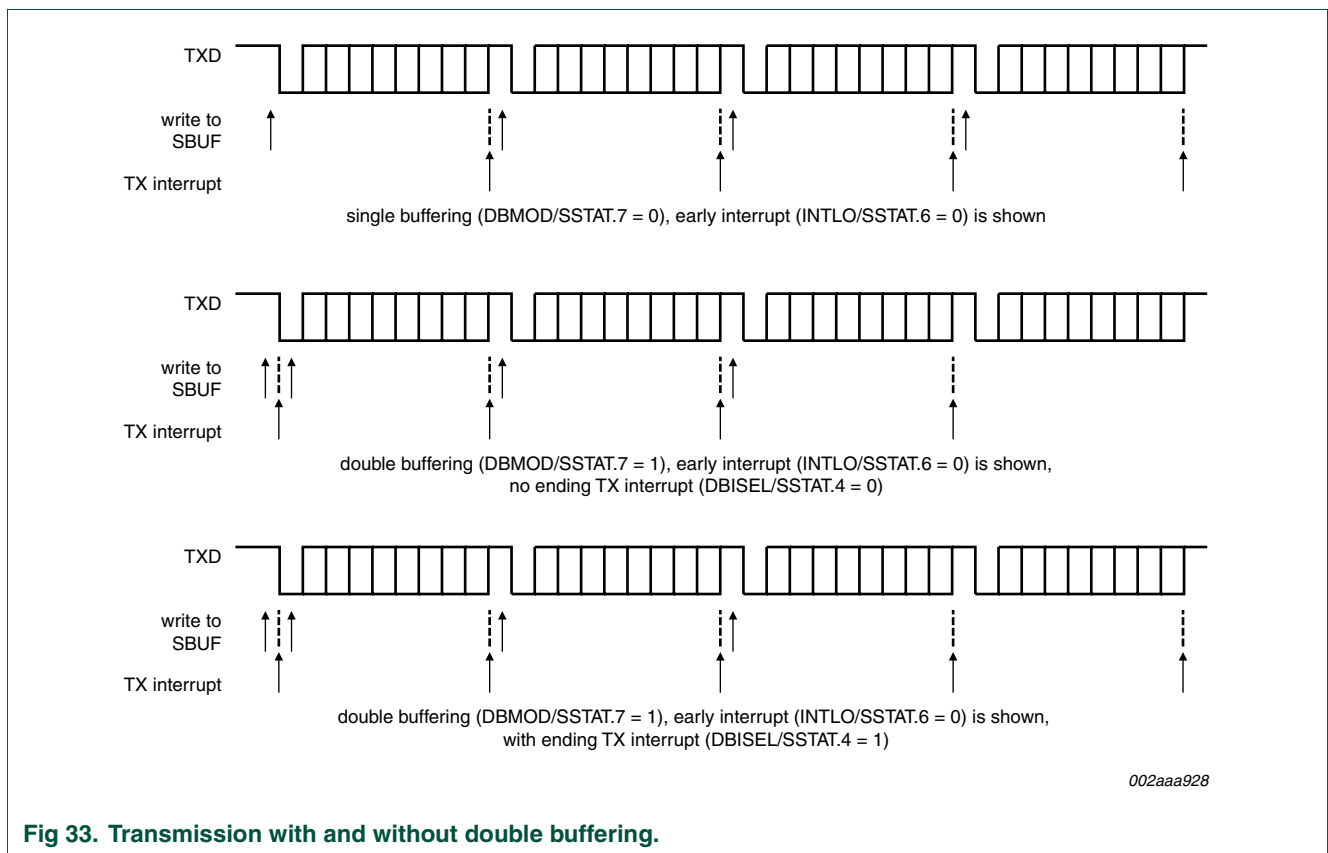 TXD
write to
SBUF
TX interrupt
single buffering (DBMOD/SSTAT.7 = 0), early interrupt (INTLO/SSTAT.6 = 0) is shown
TXD
write to
SBUF
TX interrupt
double buffering (DBMOD/SSTAT.7 = 1), early interrupt (INTLO/SSTAT.6 = 0) is shown,
no ending TX interrupt (DBISEL/SSTAT.4 = 0)
TXD
write to
SBUF
TX interrupt
double buffering (DBMOD/SSTAT.7 = 1), early interrupt (INTLO/SSTAT.6 = 0) is shown,
with ending TX interrupt (DBISEL/SSTAT.4 = 1)
002aaa928
Fig 33. Transmission with and without double buffering.